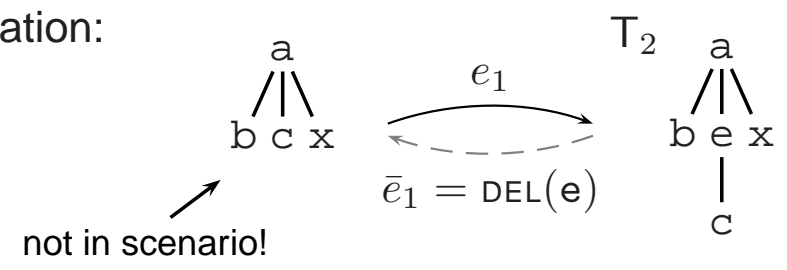 ation:
a
b c x
not in scenario!
e₁
ē₁ = DEL(e)
T₂
a
b e x
c